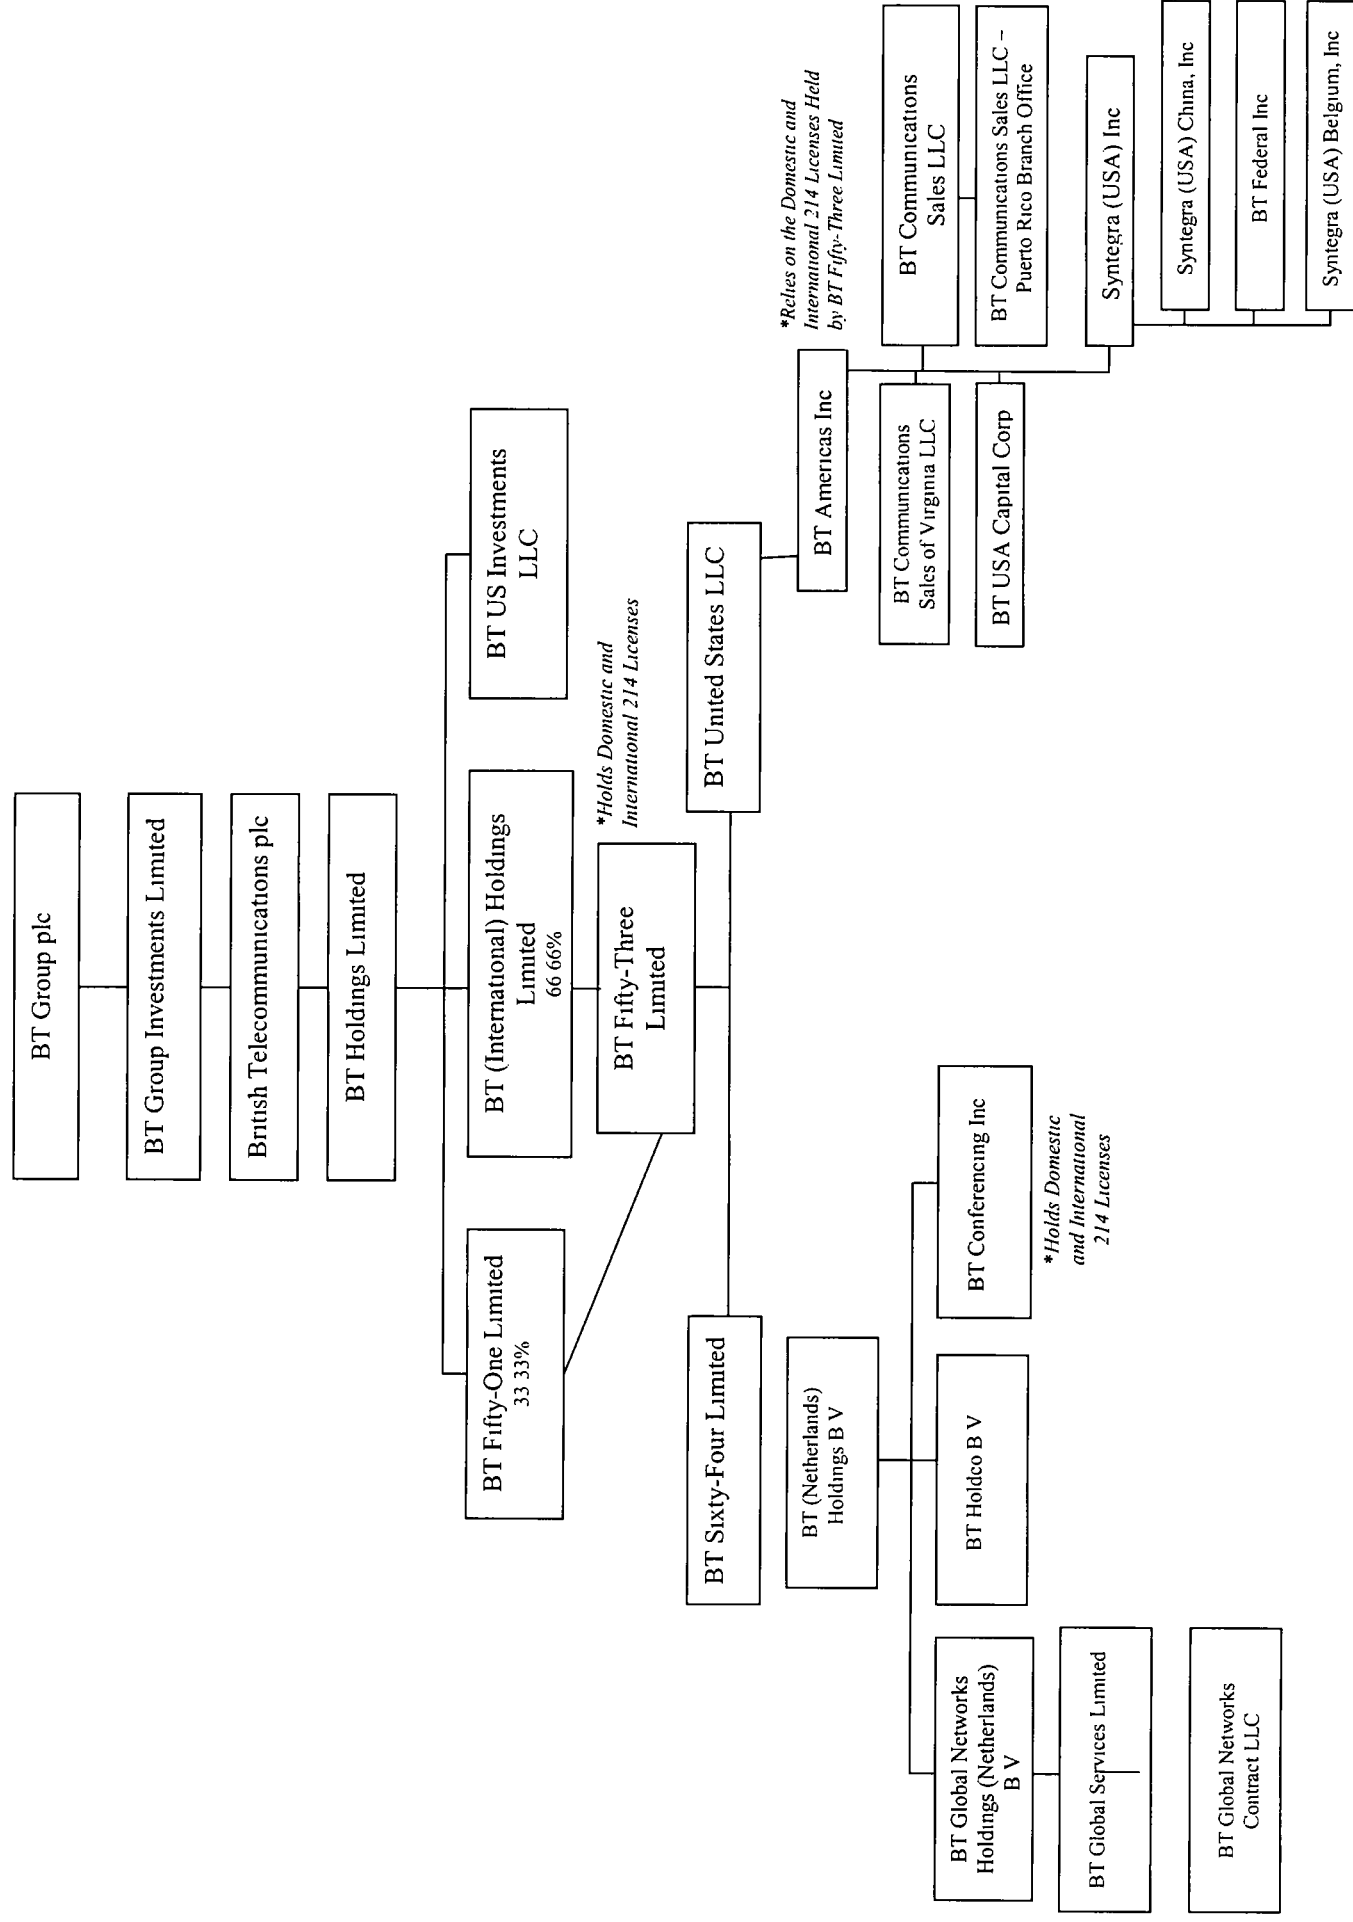 BT Group plc
BT Group Investments Limited
British Telecommunications plc
BT Holdings Limited
BT Fifty-One Limited
33 33%
BT (International) Holdings
Limited
66 66%
BT US Investments
LLC
BT Fifty-Three
Limited
*Holds Domestic and
International 214 Licenses
BT Sixty-Four Limited
BT United States LLC
BT (Netherlands)
Holdings B V
BT Global Networks
Holdings (Netherlands)
B V
BT Holdco B V
BT Conferencing Inc
*Holds Domestic
and International
214 Licenses
BT Global Services Limited
BT Global Networks
Contract LLC
BT Americas Inc
*Relies on the Domestic and
International 214 Licenses Held
by BT Fifty-Three Limited
BT Communications
Sales of Virginia LLC
BT Communications
Sales LLC
BT USA Capital Corp
BT Communications Sales LLC –
Puerto Rico Branch Office
Syntegra (USA) Inc
Syntegra (USA) China, Inc
BT Federal Inc
Syntegra (USA) Belgium, Inc